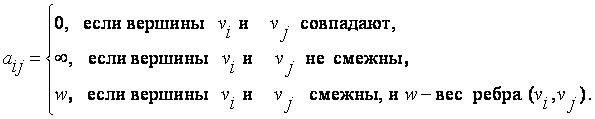 0, если вершины v_i и v_j совпадают,
a_ij = ∞, если вершины v_i и v_j не смежны,
w, если вершины v_i и v_j смежны, и w – вес ребра (v_i, v_j).